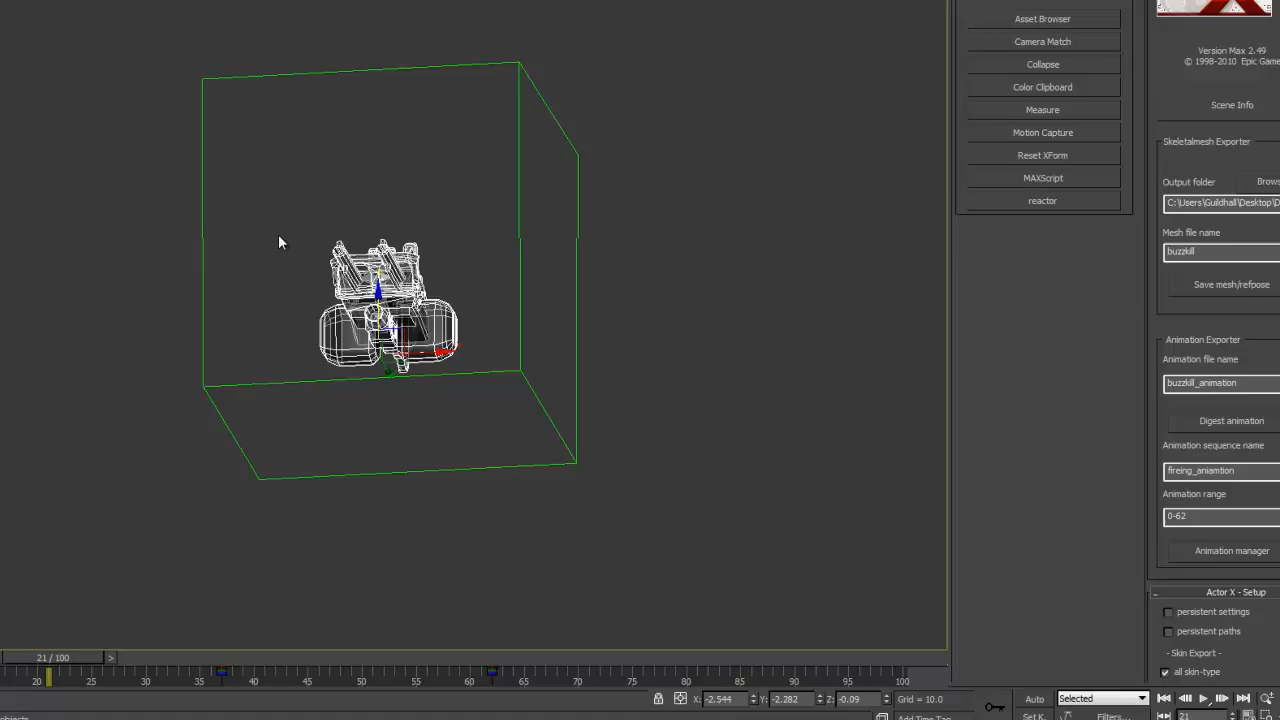 Asset Browser
Camera Match
Collapse
Color Clipboard
Measure
Motion Capture
Reset XForm
MAXScript
reactor
Version Max 2.49
© 1998-2010 Epic Game
Scene Info
Skeletalmesh Exporter
Output folder
Brows
C:\Users\Guildhall\Desktop\D
Mesh file name
buzzkill
Save mesh/refpose
Animation Exporter
Animation file name
buzzkill_animation
Digest animation
Animation sequence name
fireing_aniamtion
Animation range
0-62
Animation manager
- Actor X - Setup
persistent settings
persistent paths
- Skin Export -
all skin-type
21 / 100 >
20 25 30 35 40 45 50 55 60 65 70 75 80 85 90 95 100
X: -2.544 Y: -2.282 Z: -0.09 Grid = 10.0 Auto Selected
objects Add Time Tag Set K. Filters... 21